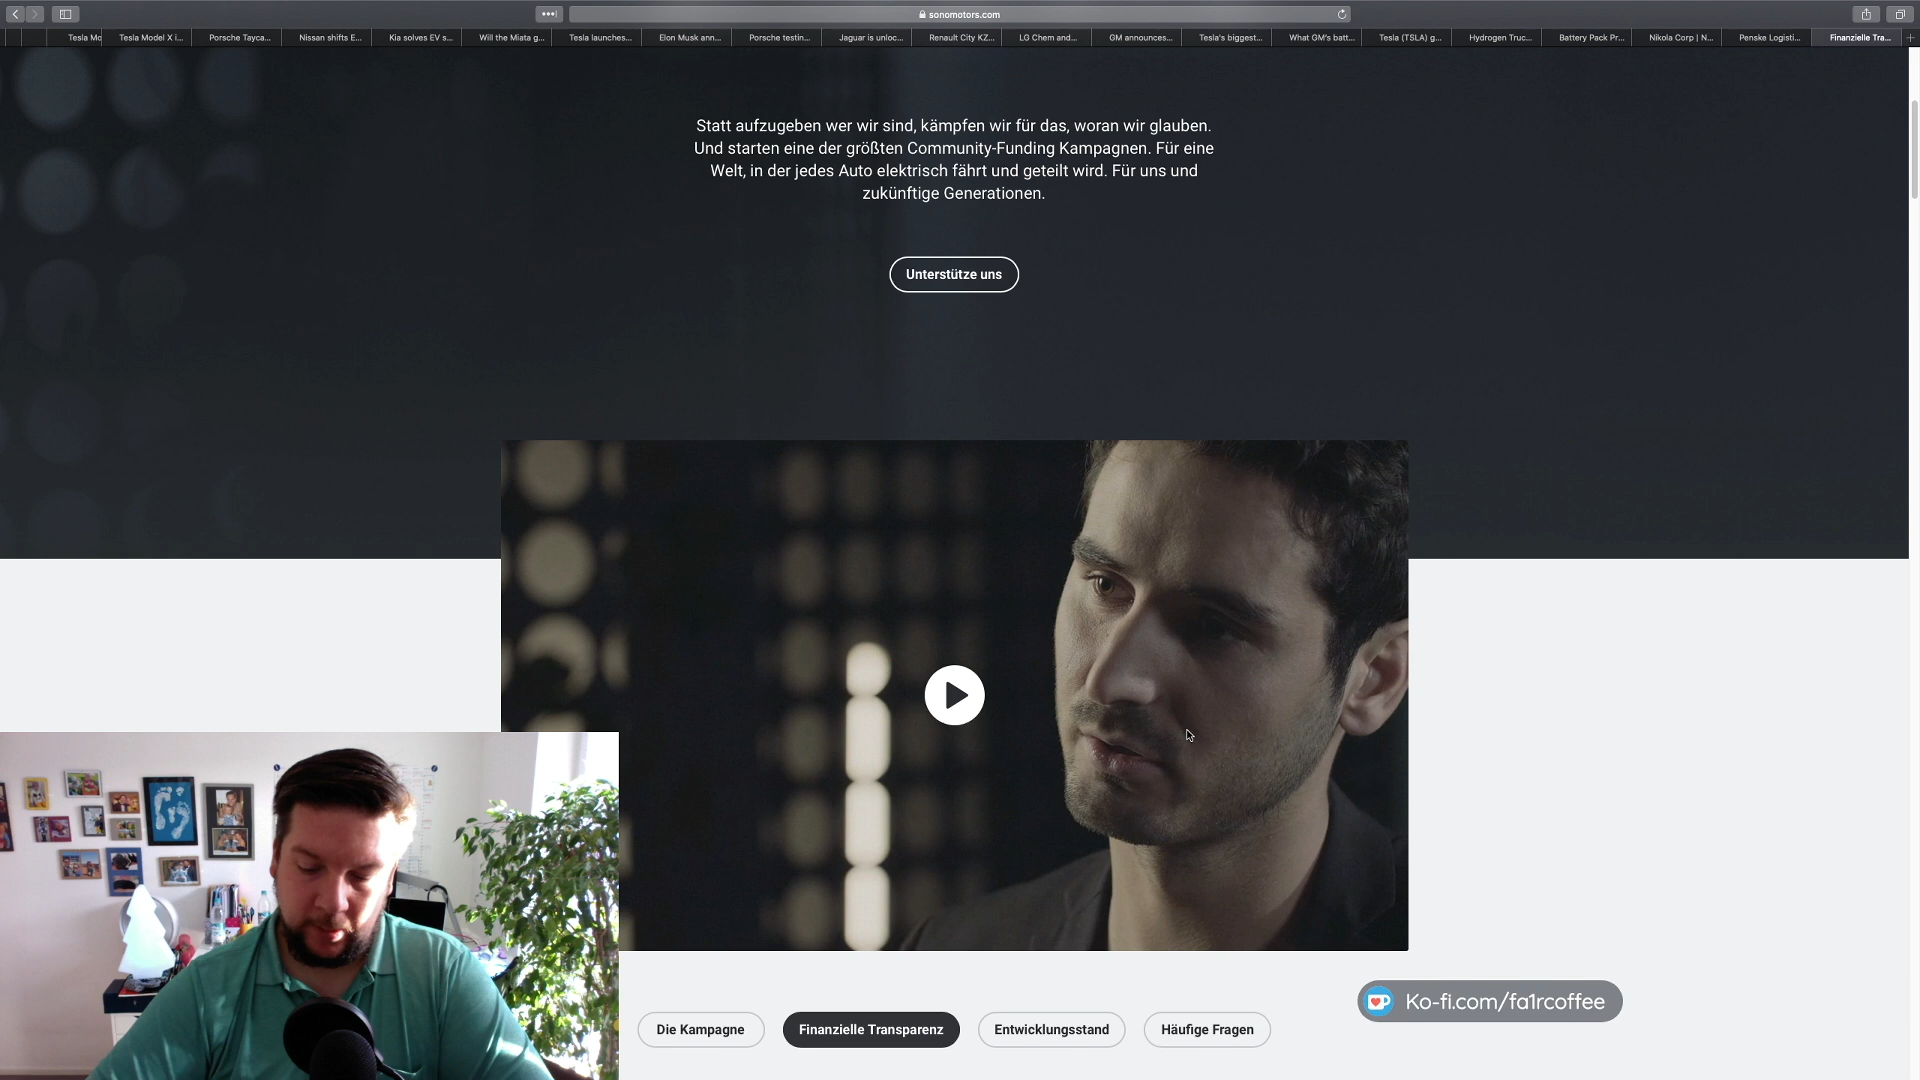 sonomotors.com
Tesla Mo
Tesla Model X i...
Porsche Tayca...
Nissan shifts E...
Kia solves EV s...
Will the Miata g...
Tesla launches...
Elon Musk ann...
Porsche testin...
Jaguar is unloc...
Renault City KZ...
LG Chem and...
GM announces...
Tesla's biggest...
What GM's batt...
Tesla (TSLA) g...
Hydrogen Truc...
Battery Pack Pr...
Nikola Corp | N...
Penske Logisti...
Finanzielle Tra...
Statt aufzugeben wer wir sind, kämpfen wir für das, woran wir glauben.
Und starten eine der größten Community-Funding Kampagnen. Für eine
Welt, in der jedes Auto elektrisch fährt und geteilt wird. Für uns und
zukünftige Generationen.
Unterstütze uns
Die Kampagne
Finanzielle Transparenz
Entwicklungsstand
Häufige Fragen
Ko-fi.com/fa1rcoffee